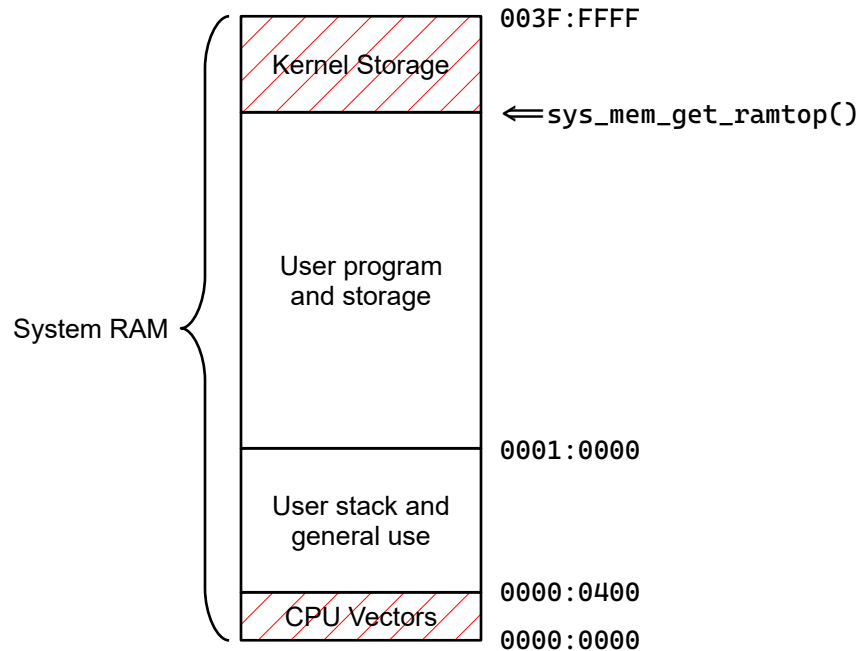 003F:FFFF
Kernel Storage
⟸sys_mem_get_ramtop()
User program
and storage
System RAM
0001:0000
User stack and
general use
0000:0400
CPU Vectors
0000:0000